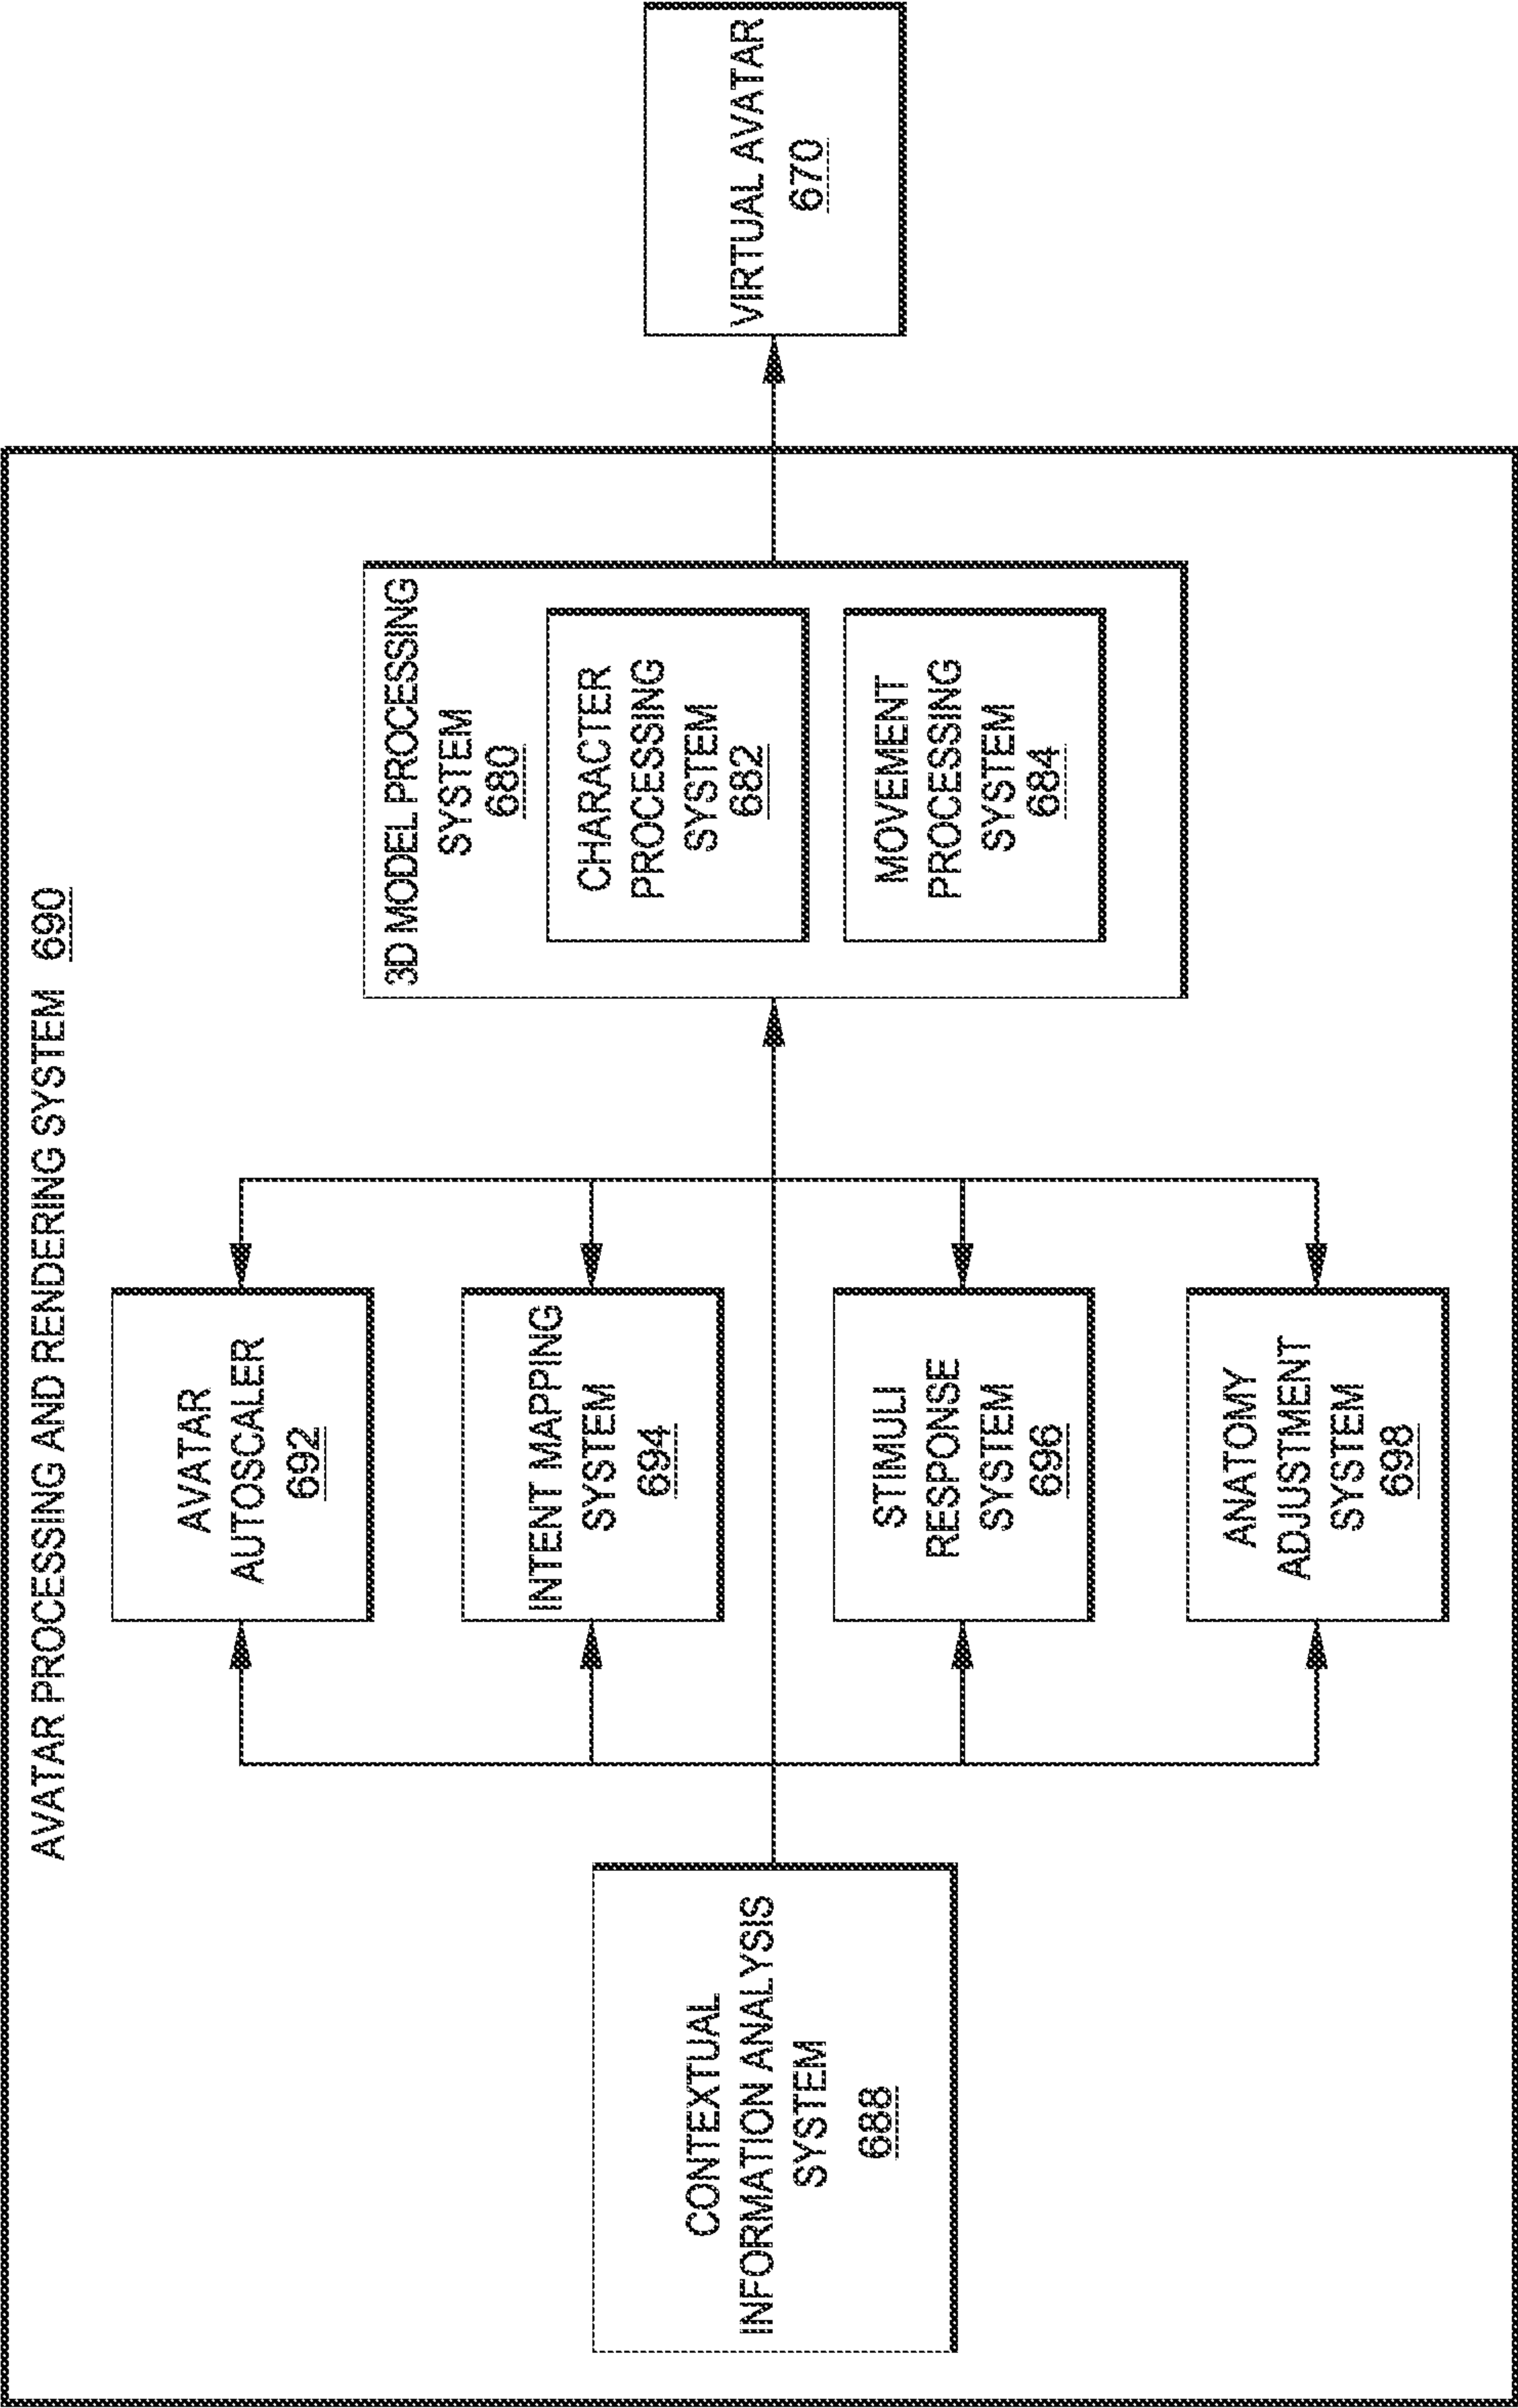 AVATAR PROCESSING AND RENDERING SYSTEM 690
CONTEXTUAL
INFORMATION ANALYSIS
SYSTEM
688
AVATAR
AUTOSCALER
692
INTENT MAPPING
SYSTEM
694
STIMULI
RESPONSE
SYSTEM
696
ANATOMY
ADJUSTMENT
SYSTEM
698
3D MODEL PROCESSING
SYSTEM
680
CHARACTER
PROCESSING
SYSTEM
682
MOVEMENT
PROCESSING
SYSTEM
684
VIRTUAL AVATAR
670